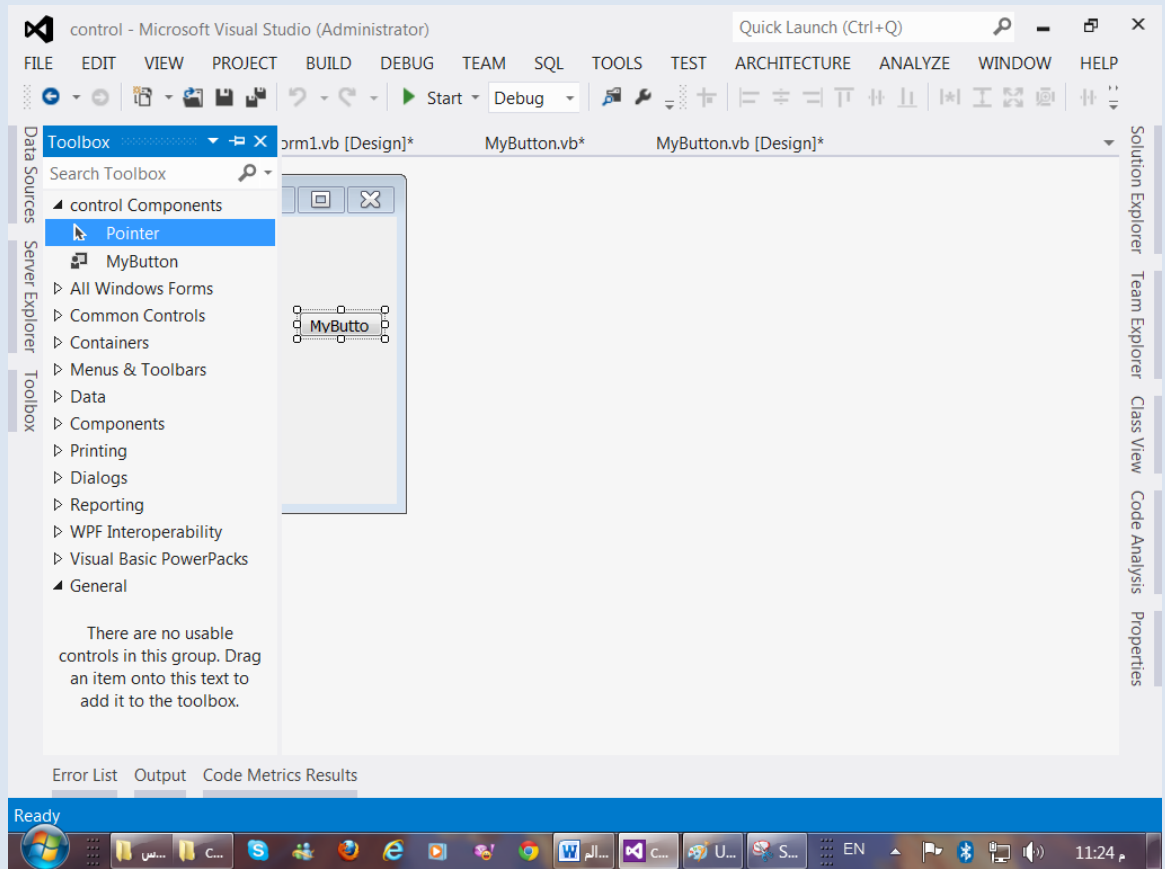 control - Microsoft Visual Studio (Administrator)
Quick Launch (Ctrl+Q)
FILE EDIT VIEW PROJECT BUILD DEBUG TEAM SQL TOOLS TEST ARCHITECTURE ANALYZE WINDOW HELP
Start Debug
Data Sources
Server Explorer
Toolbox
Toolbox
Search Toolbox
control Components
Pointer
MyButton
All Windows Forms
Common Controls
Containers
Menus & Toolbars
Data
Components
Printing
Dialogs
Reporting
WPF Interoperability
Visual Basic PowerPacks
General
There are no usable
controls in this group. Drag
an item onto this text to
add it to the toolbox.
orm1.vb [Design]* MyButton.vb* MyButton.vb [Design]*
MyButto
Solution Explorer
Team Explorer
Class View
Code Analysis
Properties
Error List Output Code Metrics Results
Ready
س... C... الم... C... U... S... EN 11:24 م